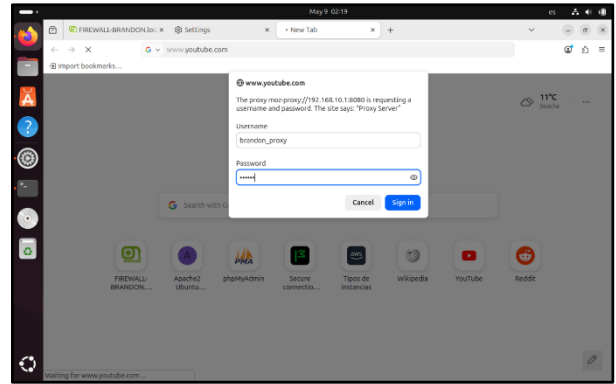 May 9 02:19
es
FIREWALL-BRANDON.loc
Settings
New Tab
www.youtube.com
Import bookmarks...
www.youtube.com
The proxy moz-proxy://192.168.10.1:8080 is requesting a
username and password. The site says: "Proxy Server"
Username
brandon_proxy
Password
••••••
Cancel
Sign in
11°C
Soacha
Search with G
FIREWALL-
BRANDON....
Apache2
Ubuntu...
phpMyAdmin
Secure
connectio...
Tipos de
instancias
Wikipedia
YouTube
Reddit
Waiting for www.youtube.com...